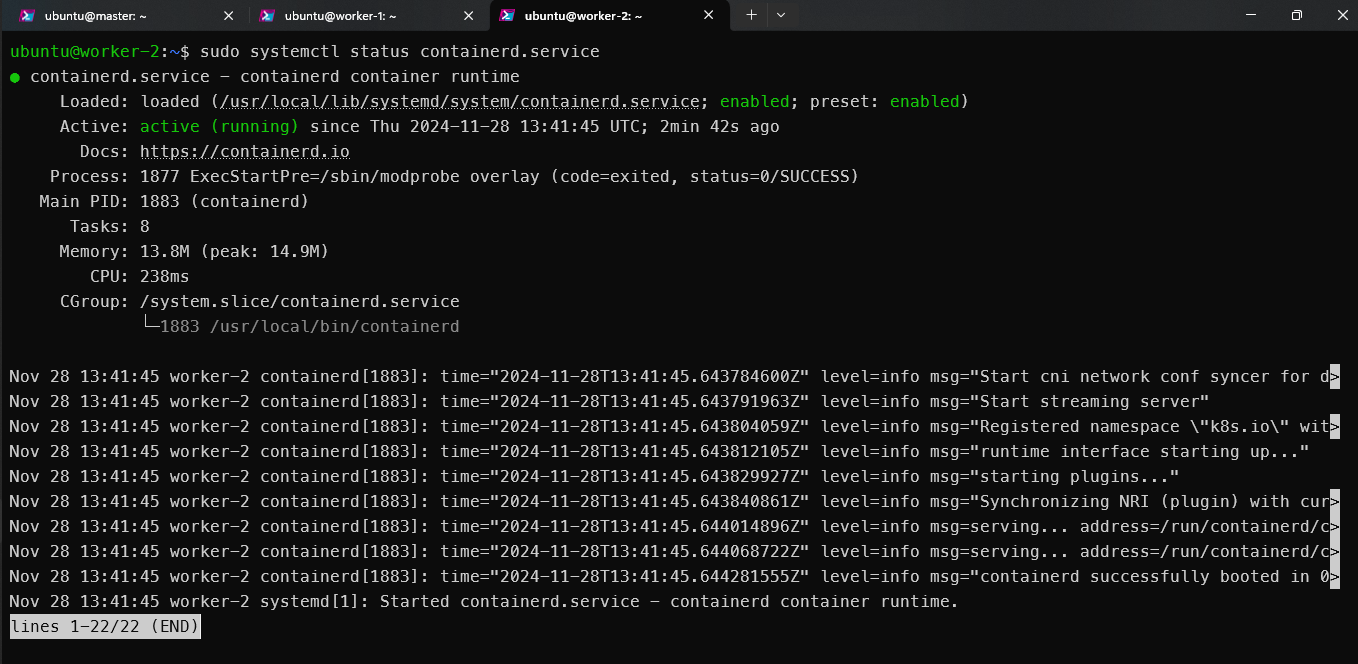 ubuntu@master: ~ ubuntu@worker-1: ~ ubuntu@worker-2: ~
ubuntu@worker-2:~$ sudo systemctl status containerd.service
● containerd.service - containerd container runtime
Loaded: loaded (/usr/local/lib/systemd/system/containerd.service; enabled; preset: enabled)
Active: active (running) since Thu 2024-11-28 13:41:45 UTC; 2min 42s ago
Docs: https://containerd.io
Process: 1877 ExecStartPre=/sbin/modprobe overlay (code=exited, status=0/SUCCESS)
Main PID: 1883 (containerd)
Tasks: 8
Memory: 13.8M (peak: 14.9M)
CPU: 238ms
CGroup: /system.slice/containerd.service
└─1883 /usr/local/bin/containerd
Nov 28 13:41:45 worker-2 containerd[1883]: time="2024-11-28T13:41:45.643784600Z" level=info msg="Start cni network conf syncer for d>
Nov 28 13:41:45 worker-2 containerd[1883]: time="2024-11-28T13:41:45.643791963Z" level=info msg="Start streaming server"
Nov 28 13:41:45 worker-2 containerd[1883]: time="2024-11-28T13:41:45.643804059Z" level=info msg="Registered namespace \"k8s.io\" wit>
Nov 28 13:41:45 worker-2 containerd[1883]: time="2024-11-28T13:41:45.643812105Z" level=info msg="runtime interface starting up..."
Nov 28 13:41:45 worker-2 containerd[1883]: time="2024-11-28T13:41:45.643829927Z" level=info msg="starting plugins..."
Nov 28 13:41:45 worker-2 containerd[1883]: time="2024-11-28T13:41:45.643840861Z" level=info msg="Synchronizing NRI (plugin) with cur>
Nov 28 13:41:45 worker-2 containerd[1883]: time="2024-11-28T13:41:45.644014896Z" level=info msg=serving... address=/run/containerd/c>
Nov 28 13:41:45 worker-2 containerd[1883]: time="2024-11-28T13:41:45.644068722Z" level=info msg=serving... address=/run/containerd/c>
Nov 28 13:41:45 worker-2 containerd[1883]: time="2024-11-28T13:41:45.644281555Z" level=info msg="containerd successfully booted in 0>
Nov 28 13:41:45 worker-2 systemd[1]: Started containerd.service - containerd container runtime.
lines 1-22/22 (END)